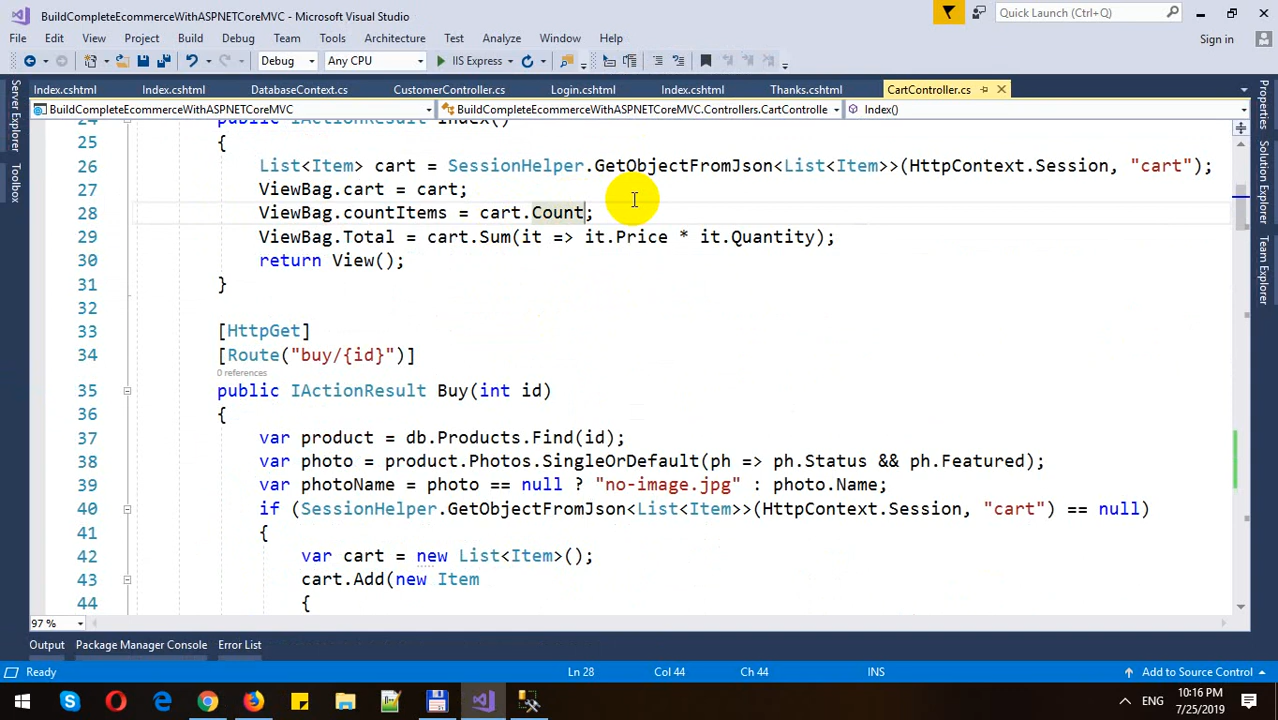 BuildCompleteEcommerceWithASPNETCoreMVC - Microsoft Visual Studio
Quick Launch (Ctrl+Q)
File Edit View Project Build Debug Team Tools Architecture Test Analyze Window Help
Sign in
Debug Any CPU IIS Express
Index.cshtml Index.cshtml DatabaseContext.cs CustomerController.cs Login.cshtml Index.cshtml Thanks.cshtml CartController.cs
BuildCompleteEcommerceWithASPNETCoreMVC BuildCompleteEcommerceWithASPNETCoreMVC.Controllers.CartControlle Index()
Server Explorer
Toolbox
Properties
Team Explorer
24 public IActionResult Index()
25 {
26 List<Item> cart = SessionHelper.GetObjectFromJson<List<Item>>(HttpContext.Session, "cart");
27 ViewBag.cart = cart;
28 ViewBag.countItems = cart.Count;
29 ViewBag.Total = cart.Sum(it => it.Price * it.Quantity);
30 return View();
31 }
32
33 [HttpGet]
34 [Route("buy/{id}")]
0 references
35 public IActionResult Buy(int id)
36 {
37 var product = db.Products.Find(id);
38 var photo = product.Photos.SingleOrDefault(ph => ph.Status && ph.Featured);
39 var photoName = photo == null ? "no-image.jpg" : photo.Name;
40 if (SessionHelper.GetObjectFromJson<List<Item>>(HttpContext.Session, "cart") == null)
41 {
42 var cart = new List<Item>();
43 cart.Add(new Item
44 {
97 %
Output Package Manager Console Error List
Ready Ln 28 Col 44 Ch 44 INS Add to Source Control
ENG 10:16 PM
7/25/2019